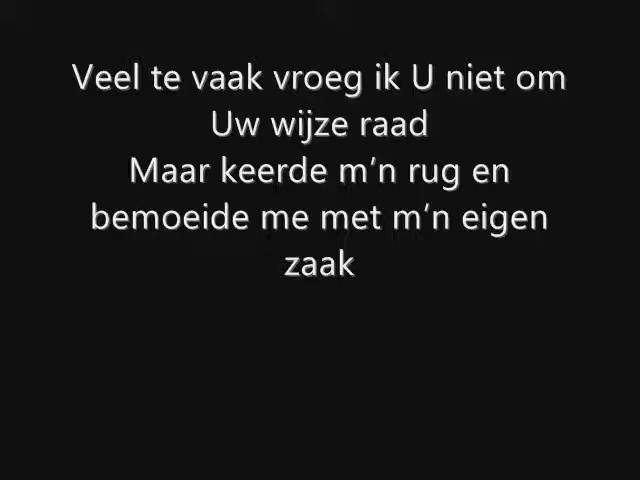 Veel te vaak vroeg ik U niet om
Uw wijze raad
Maar keerde m’n rug en
bemoeide me met m’n eigen
zaak